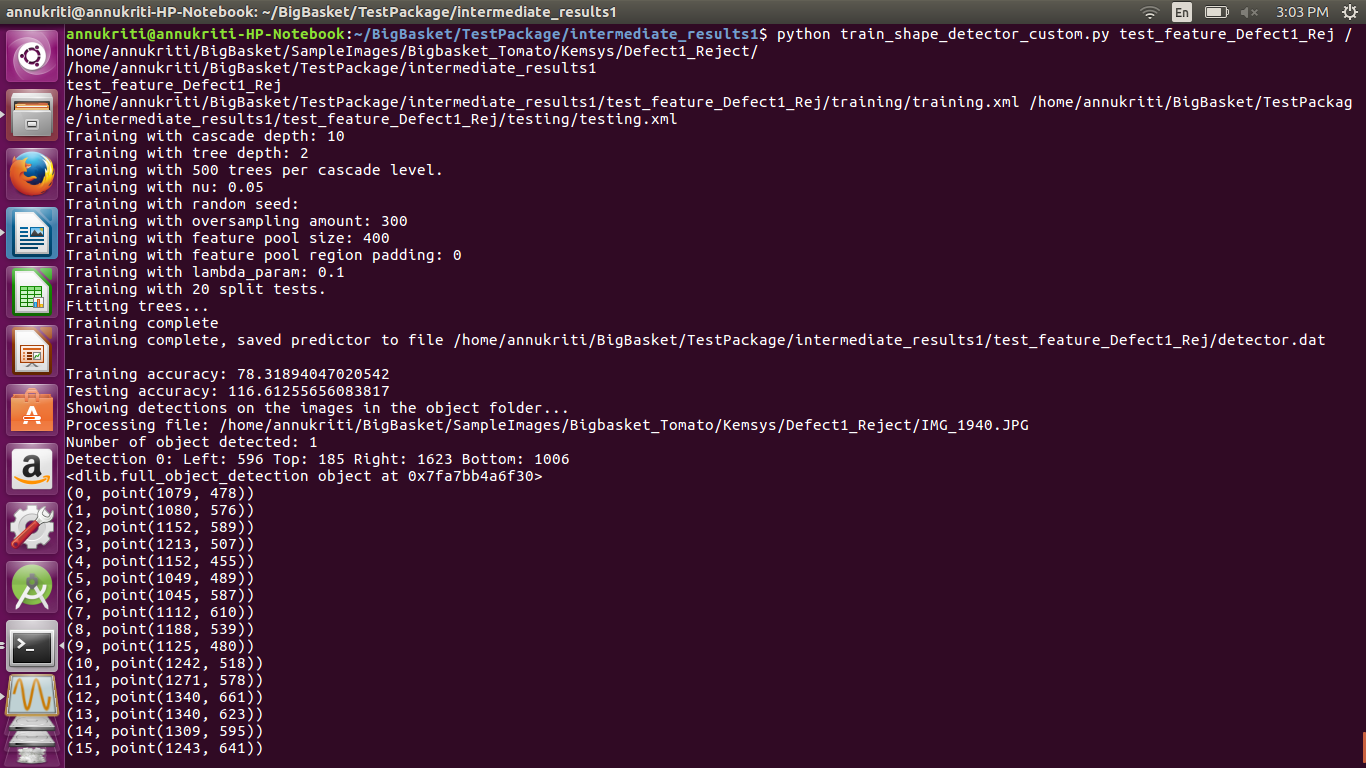 annukriti@annukriti-HP-Notebook: ~/BigBasket/TestPackage/intermediate_results1
En
3:03 PM
annukriti@annukriti-HP-Notebook:~/BigBasket/TestPackage/intermediate_results1$ python train_shape_detector_custom.py test_feature_Defect1_Rej /
home/annukriti/BigBasket/SampleImages/Bigbasket_Tomato/Kemsys/Defect1_Reject/
/home/annukriti/BigBasket/TestPackage/intermediate_results1
test_feature_Defect1_Rej
/home/annukriti/BigBasket/TestPackage/intermediate_results1/test_feature_Defect1_Rej/training/training.xml /home/annukriti/BigBasket/TestPackag
e/intermediate_results1/test_feature_Defect1_Rej/testing/testing.xml
Training with cascade depth: 10
Training with tree depth: 2
Training with 500 trees per cascade level.
Training with nu: 0.05
Training with random seed:
Training with oversampling amount: 300
Training with feature pool size: 400
Training with feature pool region padding: 0
Training with lambda_param: 0.1
Training with 20 split tests.
Fitting trees...
Training complete
Training complete, saved predictor to file /home/annukriti/BigBasket/TestPackage/intermediate_results1/test_feature_Defect1_Rej/detector.dat
Training accuracy: 78.31894047020542
Testing accuracy: 116.61255656083817
Showing detections on the images in the object folder...
Processing file: /home/annukriti/BigBasket/SampleImages/Bigbasket_Tomato/Kemsys/Defect1_Reject/IMG_1940.JPG
Number of object detected: 1
Detection 0: Left: 596 Top: 185 Right: 1623 Bottom: 1006
<dlib.full_object_detection object at 0x7fa7bb4a6f30>
(0, point(1079, 478))
(1, point(1080, 576))
(2, point(1152, 589))
(3, point(1213, 507))
(4, point(1152, 455))
(5, point(1049, 489))
(6, point(1045, 587))
(7, point(1112, 610))
(8, point(1188, 539))
(9, point(1125, 480))
(10, point(1242, 518))
(11, point(1271, 578))
(12, point(1340, 661))
(13, point(1340, 623))
(14, point(1309, 595))
(15, point(1243, 641))